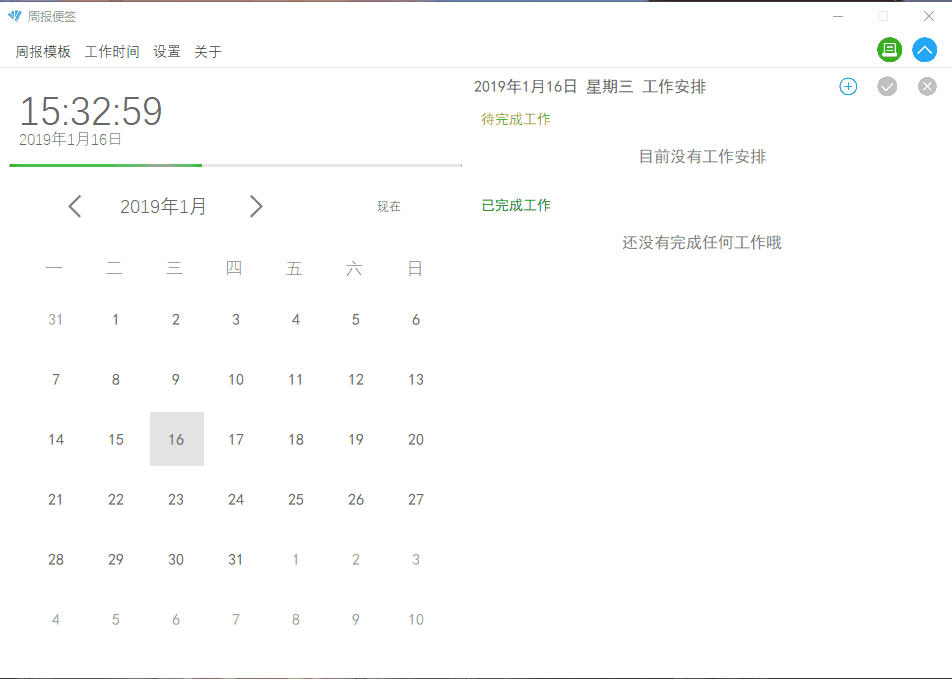 周报便签
周报模板 工作时间 设置 关于
15:32:59
2019年1月16日
2019年1月
现在
一 二 三 四 五 六 日
31 1 2 3 4 5 6
7 8 9 10 11 12 13
14 15 16 17 18 19 20
21 22 23 24 25 26 27
28 29 30 31 1 2 3
4 5 6 7 8 9 10
2019年1月16日 星期三 工作安排
待完成工作
目前没有工作安排
已完成工作
还没有完成任何工作哦